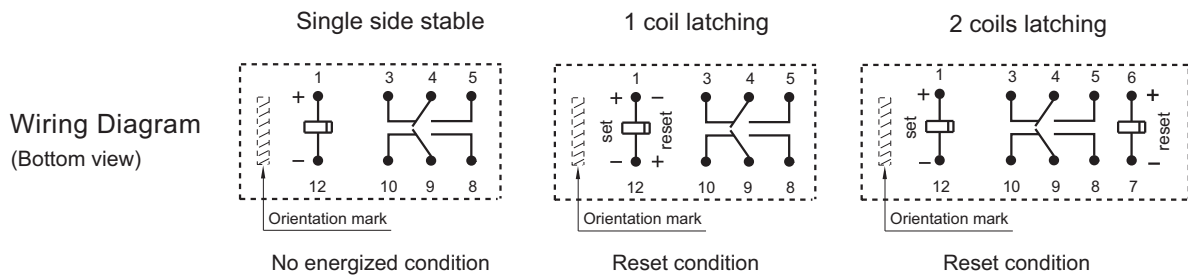 Single side stable
1 coil latching
2 coils latching
Wiring Diagram
(Bottom view)
1 3 4 5
+
−
12 10 9 8
Orientation mark
No energized condition
1 3 4 5
+ −
set reset
− +
12 10 9 8
Orientation mark
Reset condition
1 3 4 5 6
+ +
set reset
− −
12 10 9 8 7
Orientation mark
Reset condition